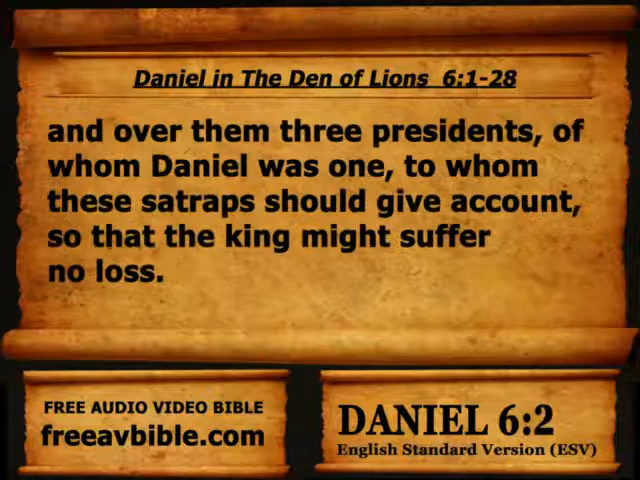 Daniel in The Den of Lions 6:1-28
and over them three presidents, of
whom Daniel was one, to whom
these satraps should give account,
so that the king might suffer
no loss.
FREE AUDIO VIDEO BIBLE
freeavbible.com
DANIEL 6:2
English Standard Version (ESV)